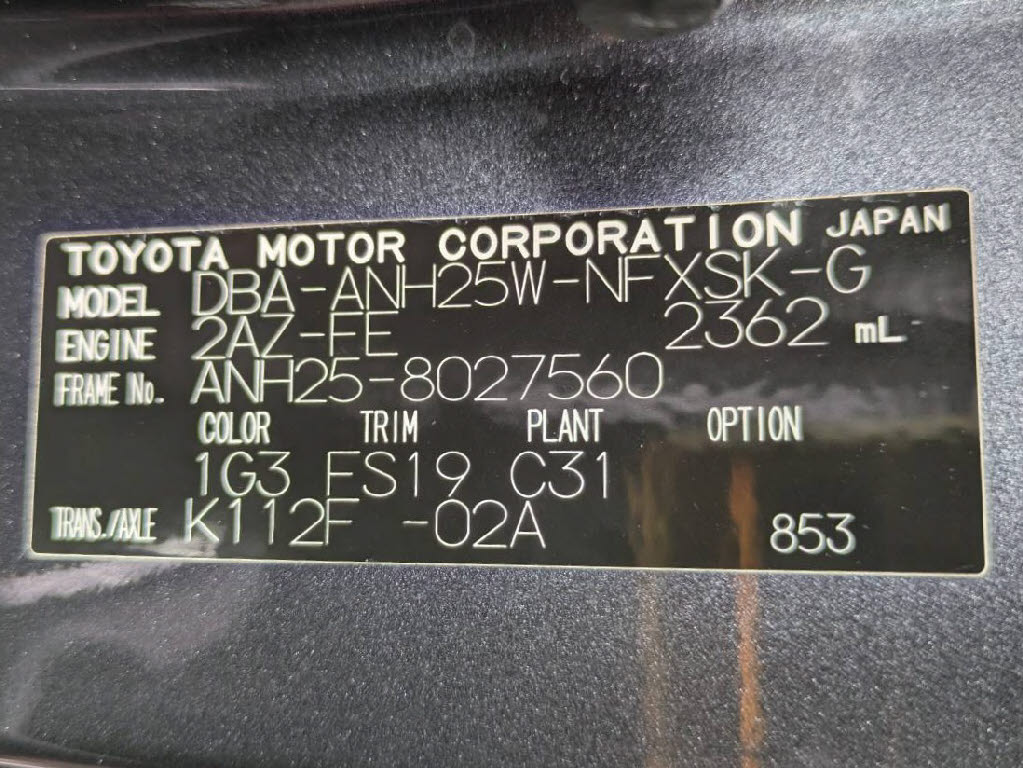 TOYOTA MOTOR CORPORATION JAPAN
MODEL DBA-ANH25W-NFXSK-G
ENGINE 2AZ-FE 2362 mL
FRAME No. ANH25-8027560
COLOR TRIM PLANT OPTION
1G3 FS19 C31
TRANS./AXLE K112F -02A 853